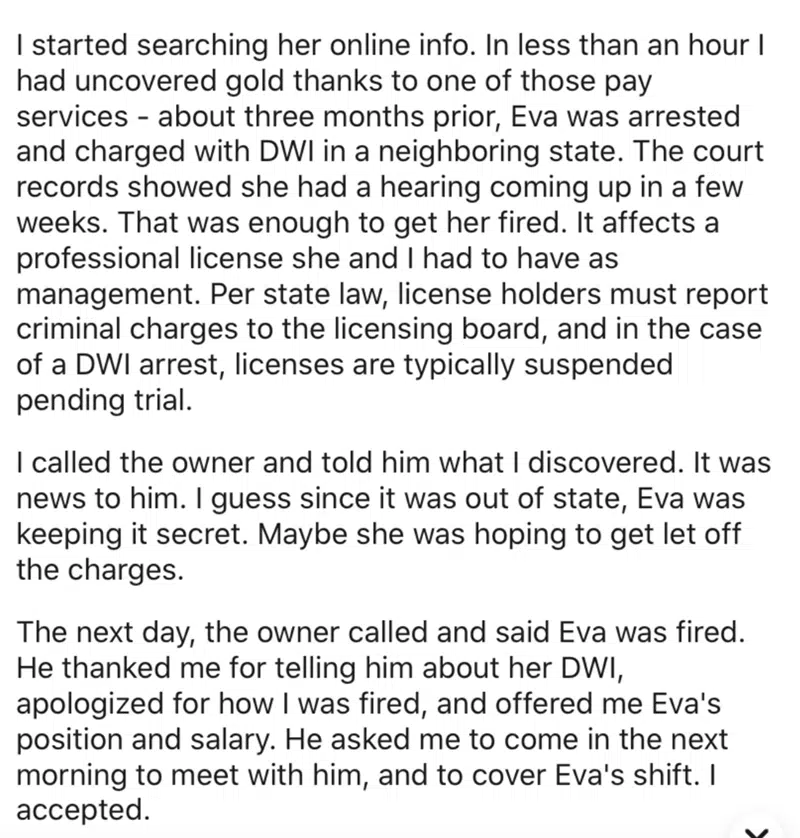 I started searching her online info. In less than an hour I
had uncovered gold thanks to one of those pay
services - about three months prior, Eva was arrested
and charged with DWI in a neighboring state. The court
records showed she had a hearing coming up in a few
weeks. That was enough to get her fired. It affects a
professional license she and I had to have as
management. Per state law, license holders must report
criminal charges to the licensing board, and in the case
of a DWI arrest, licenses are typically suspended
pending trial.
I called the owner and told him what I discovered. It was
news to him. I guess since it was out of state, Eva was
keeping it secret. Maybe she was hoping to get let off
the charges.
The next day, the owner called and said Eva was fired.
He thanked me for telling him about her DWI,
apologized for how I was fired, and offered me Eva's
position and salary. He asked me to come in the next
morning to meet with him, and to cover Eva's shift. I
accepted.